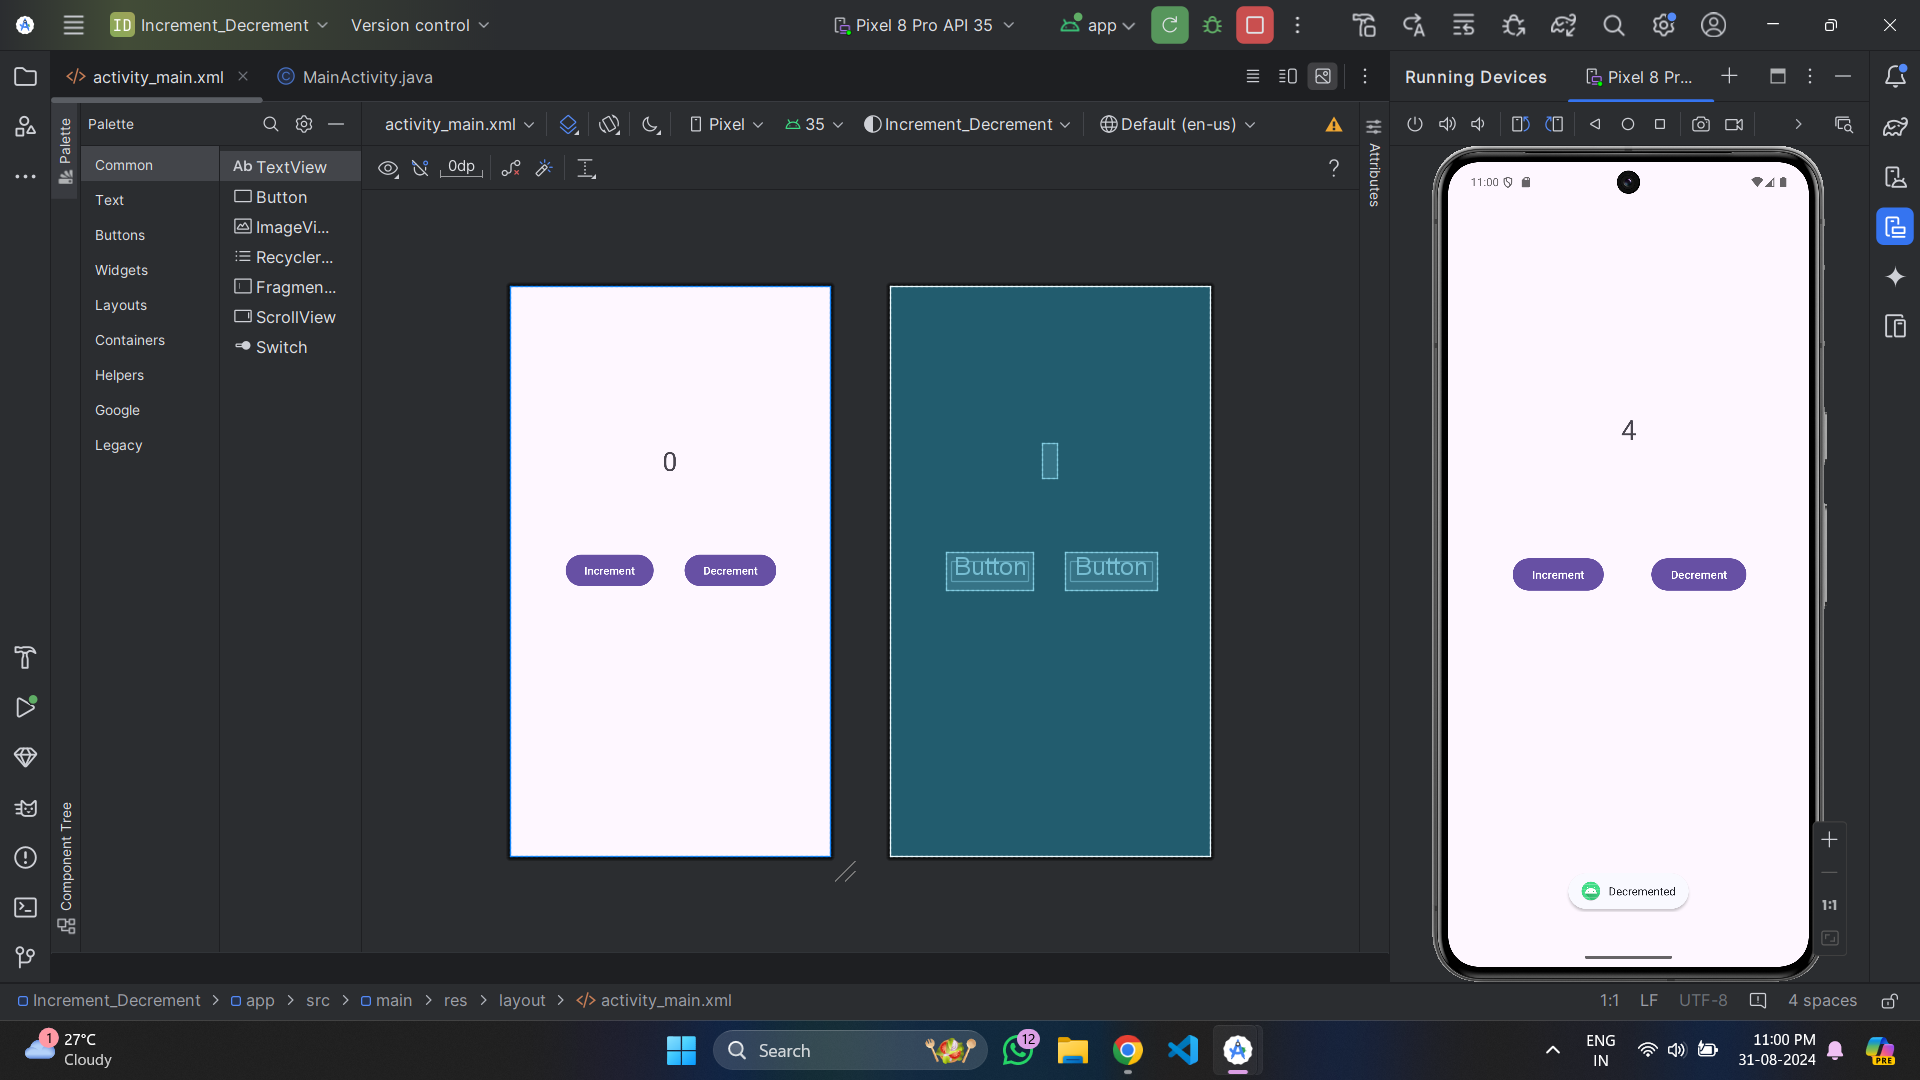 ID Increment_Decrement Version control Pixel 8 Pro API 35 app
activity_main.xml MainActivity.java Running Devices Pixel 8 Pr...
Palette
Palette
activity_main.xml Pixel 35 Increment_Decrement Default (en-us)
Attributes
0dp
?
Common
Text
Buttons
Widgets
Layouts
Containers
Helpers
Google
Legacy
Ab TextView
Button
ImageVi...
Recycler...
Fragmen...
ScrollView
Switch
0
Increment Decrement
Button Button
11:00
4
Increment Decrement
Decremented
1:1
Component Tree
Increment_Decrement > app > src > main > res > layout > </> activity_main.xml
1:1 LF UTF-8 4 spaces
1
27°C
Cloudy
Search
12
ENG
IN
11:00 PM
31-08-2024
PRE